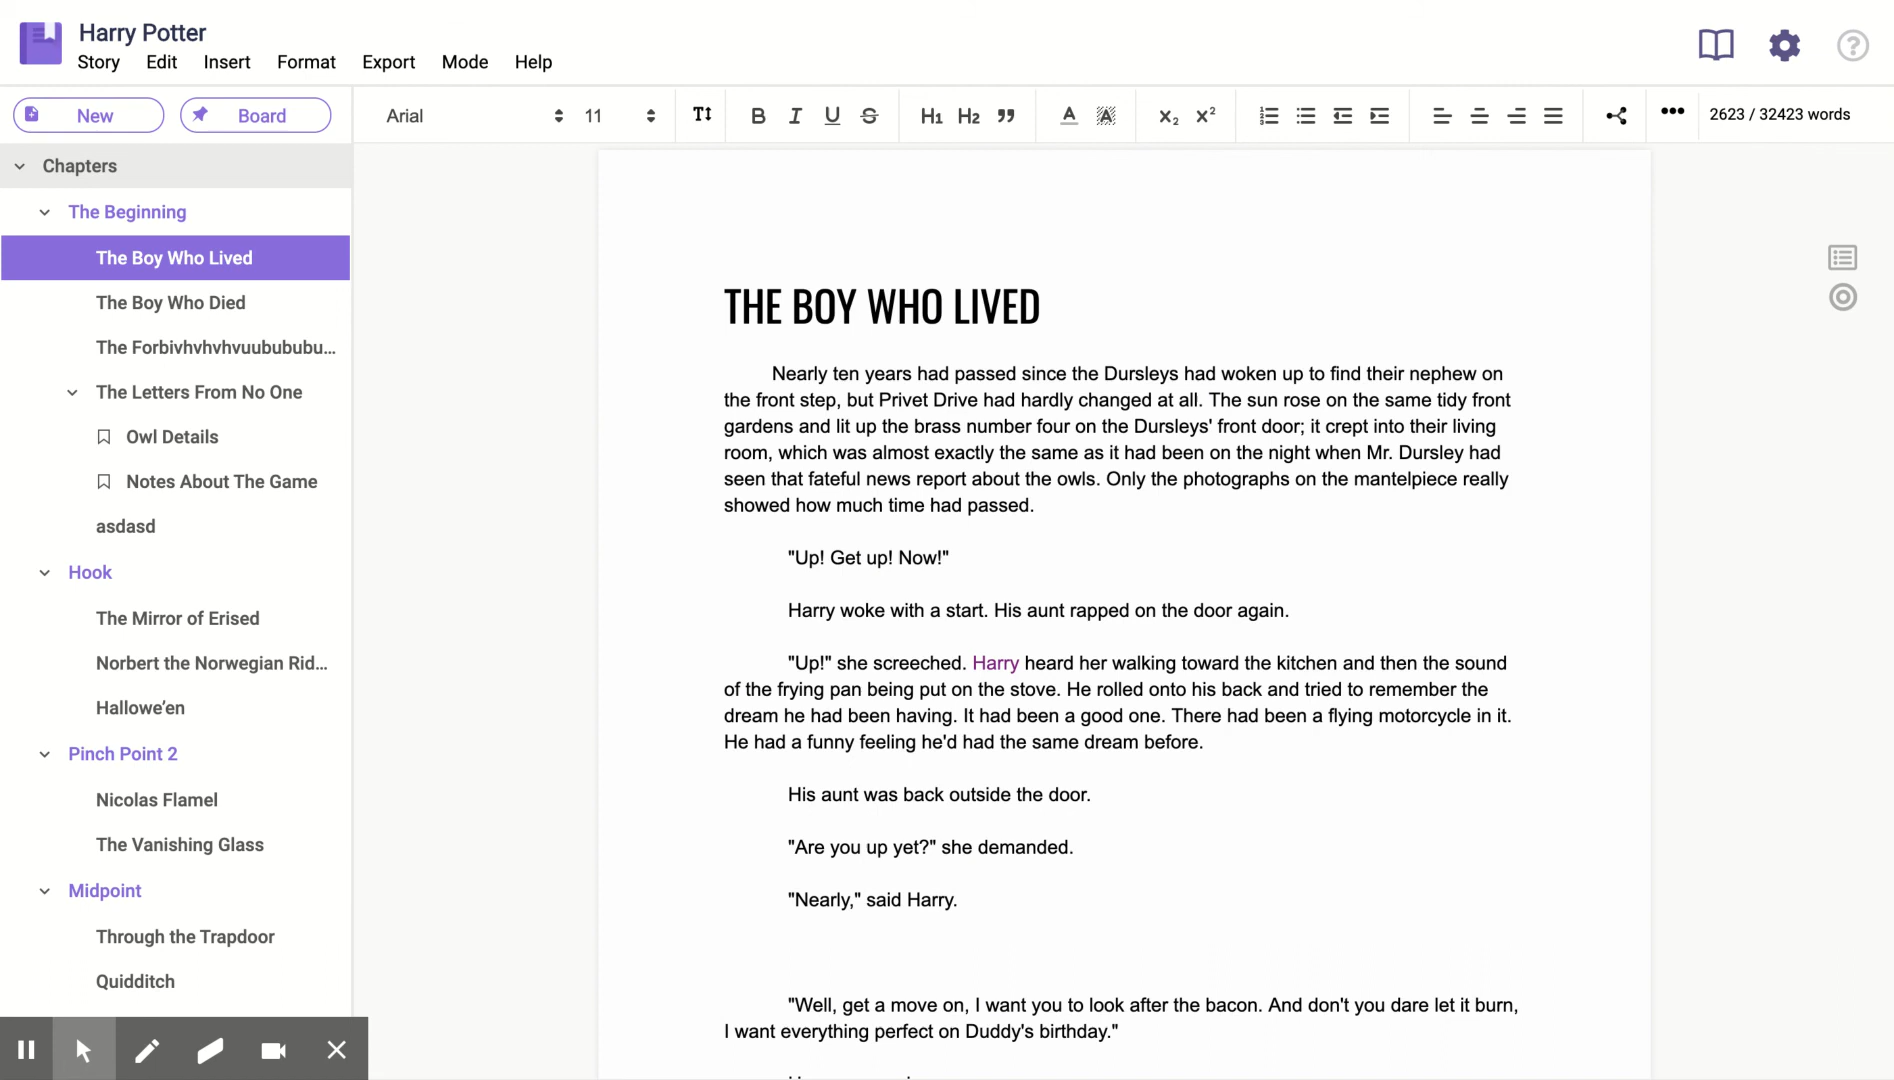 Harry Potter
Story Edit Insert Format Export Mode Help
New Board
Arial 11 B I U S H1 H2 A A X2 X2 2623 / 32423 words
Chapters
The Beginning
The Boy Who Lived
The Boy Who Died
The Forbivhvhvhvuubububu...
The Letters From No One
Owl Details
Notes About The Game
asdasd
Hook
The Mirror of Erised
Norbert the Norwegian Rid...
Hallowe’en
Pinch Point 2
Nicolas Flamel
The Vanishing Glass
Midpoint
Through the Trapdoor
Quidditch
THE BOY WHO LIVED
Nearly ten years had passed since the Dursleys had woken up to find their nephew on
the front step, but Privet Drive had hardly changed at all. The sun rose on the same tidy front
gardens and lit up the brass number four on the Dursleys' front door; it crept into their living
room, which was almost exactly the same as it had been on the night when Mr. Dursley had
seen that fateful news report about the owls. Only the photographs on the mantelpiece really
showed how much time had passed.
"Up! Get up! Now!"
Harry woke with a start. His aunt rapped on the door again.
"Up!" she screeched. Harry heard her walking toward the kitchen and then the sound
of the frying pan being put on the stove. He rolled onto his back and tried to remember the
dream he had been having. It had been a good one. There had been a flying motorcycle in it.
He had a funny feeling he'd had the same dream before.
His aunt was back outside the door.
"Are you up yet?" she demanded.
"Nearly," said Harry.
"Well, get a move on, I want you to look after the bacon. And don't you dare let it burn,
I want everything perfect on Duddy's birthday."